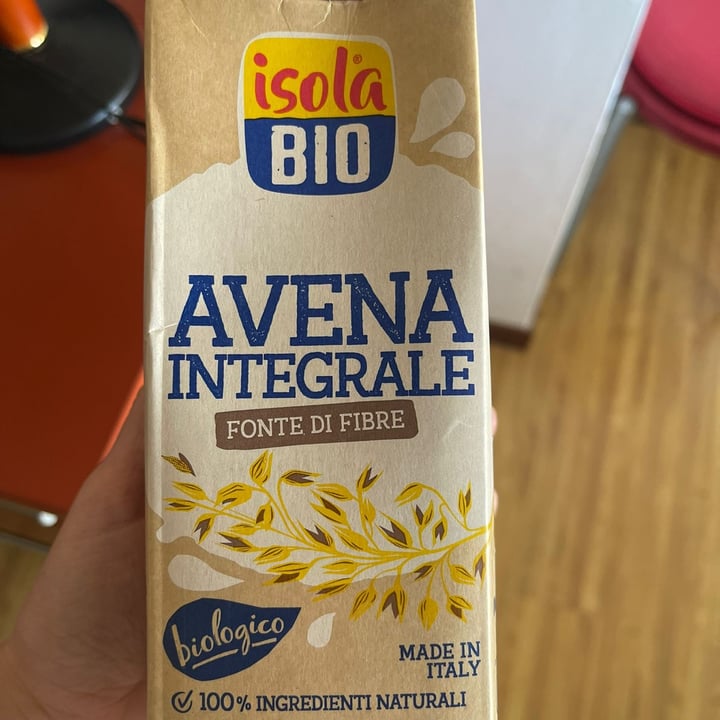 isola
BIO
AVENA
INTEGRALE
FONTE DI FIBRE
biologico
MADE IN
ITALY
100% INGREDIENTI NATURALI